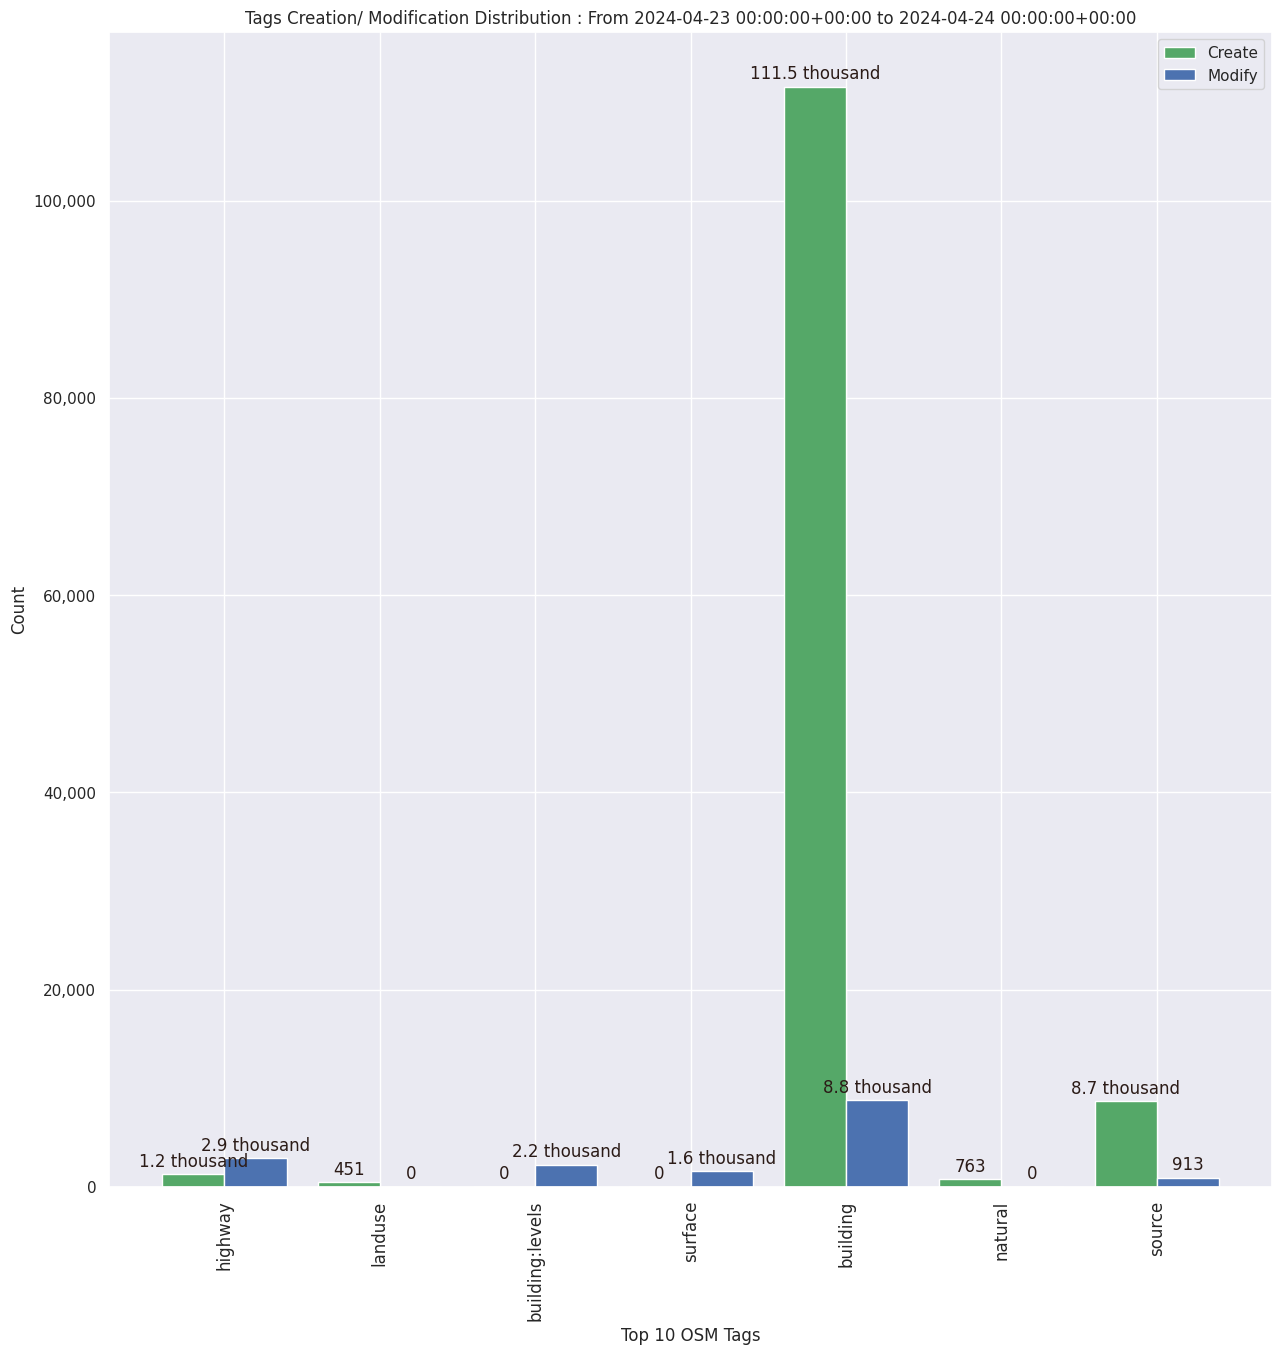 Tags Creation/ Modification Distribution : From 2024-04-23 00:00:00+00:00 to 2024-04-24 00:00:00+00:00
Create
Modify
111.5 thousand
100,000
80,000
60,000
40,000
20,000
0
Count
1.2 thousand
2.9 thousand
451
0
0
2.2 thousand
0
1.6 thousand
8.8 thousand
763
0
8.7 thousand
913
highway
landuse
building:levels
surface
building
natural
source
Top 10 OSM Tags